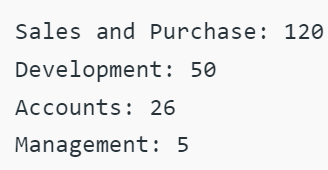 Sales and Purchase: 120
Development: 50
Accounts: 26
Management: 5